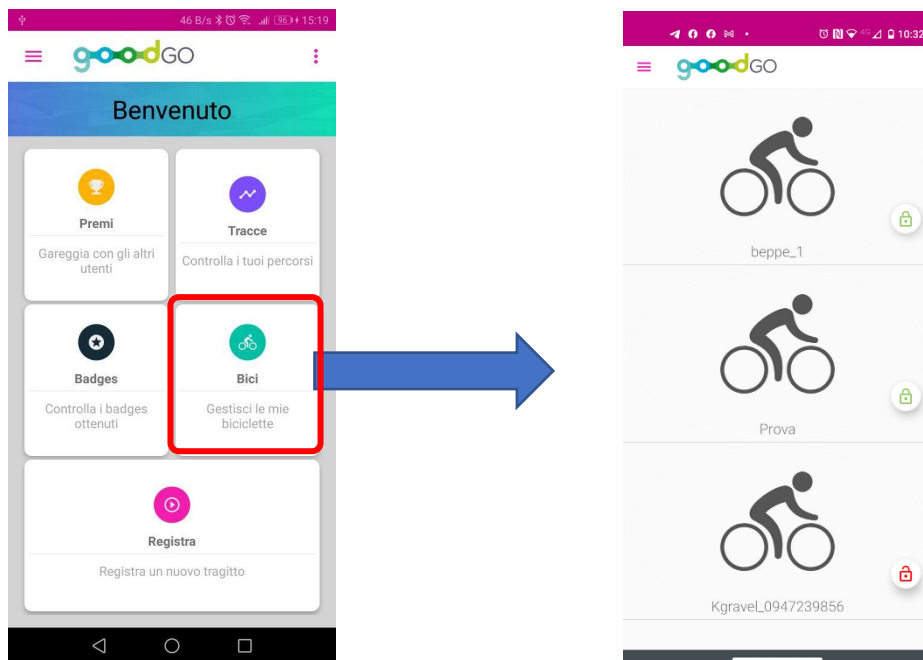 46 B/s 96 15:19
goodGO
Benvenuto
Premi
Gareggia con gli altri
utenti
Tracce
Controlla i tuoi percorsi
Badges
Controlla i badges
ottenuti
Bici
Gestisci le mie
biciclette
Registra
Registra un nuovo tragitto
4G 10:32
goodGO
beppe_1
Prova
Kgravel_0947239856